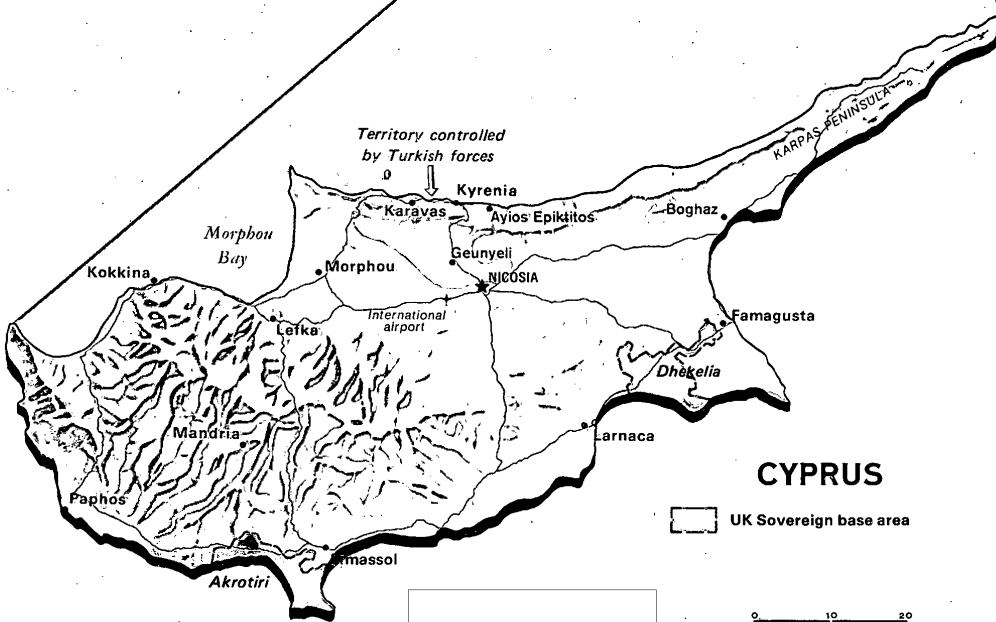 Territory controlled
by Turkish forces
KARPAS PENINSULA
Kyrenia
Karavas
Ayios Epiktitos
Boghaz
Morphou
Bay
Geunyeli
Kokkina
Morphou
NICOSIA
International
airport
Lefka
Famagusta
Dhekelia
Mandria
Larnaca
CYPRUS
Paphos
UK Sovereign base area
Akrotiri
0 10 20